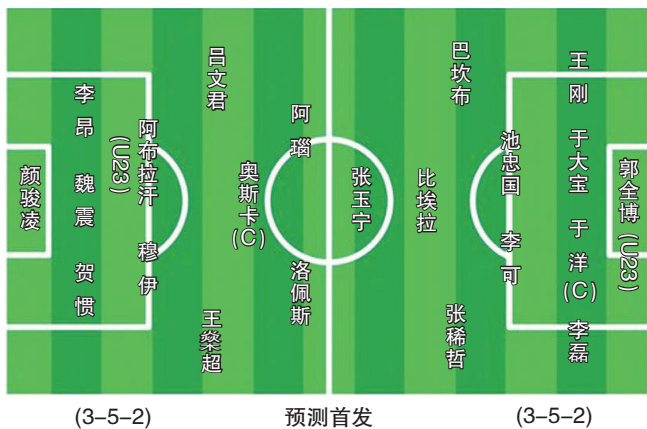 颜骏凌
李昂
魏震
贺惯
阿布拉汗
(U23)
穆伊
吕文君
奥斯卡
(C)
王燊超
阿瑙
洛佩斯
张玉宁
比埃拉
巴坎布
张稀哲
池忠国
李可
王刚
于大宝
于洋(C)
李磊
郭全博(U23)
(3-5-2)
预测首发
(3-5-2)